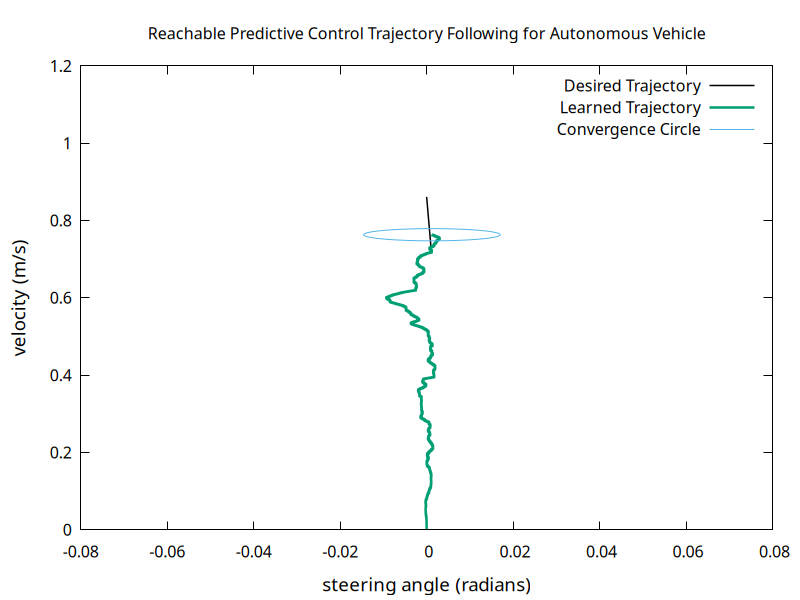 Reachable Predictive Control Trajectory Following for Autonomous Vehicle
Desired Trajectory
Learned Trajectory
Convergence Circle
1.2
1
0.8
0.6
0.4
0.2
0
velocity (m/s)
-0.08 -0.06 -0.04 -0.02 0 0.02 0.04 0.06 0.08
steering angle (radians)